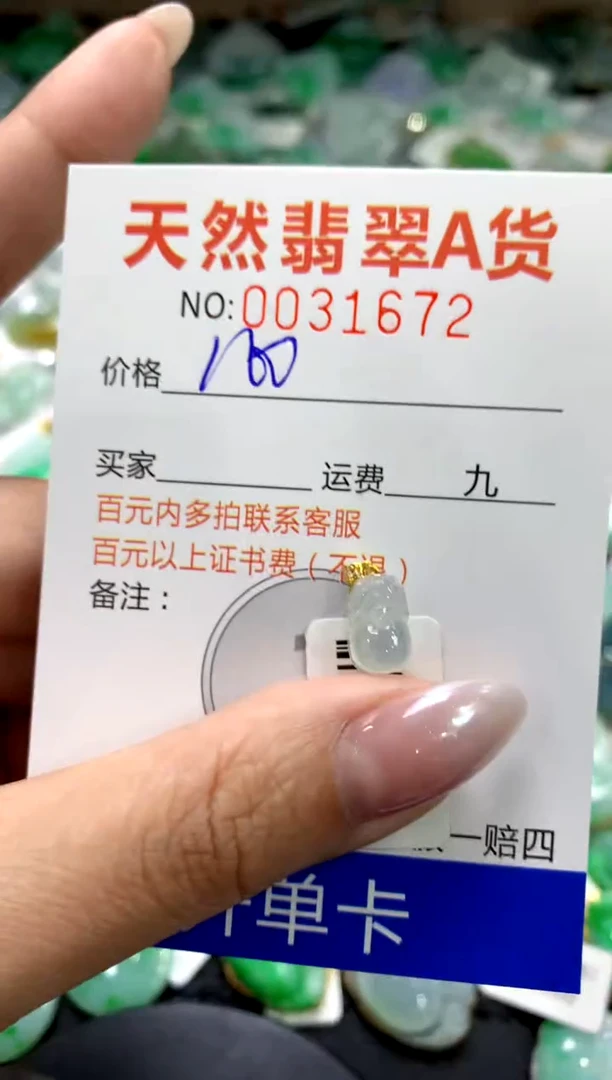 天然翡翠A货
NO:0031672
价格 160
买家 运费 九
百元内多拍联系客服
百元以上证书费（不退）
备注：
一赔四
单卡